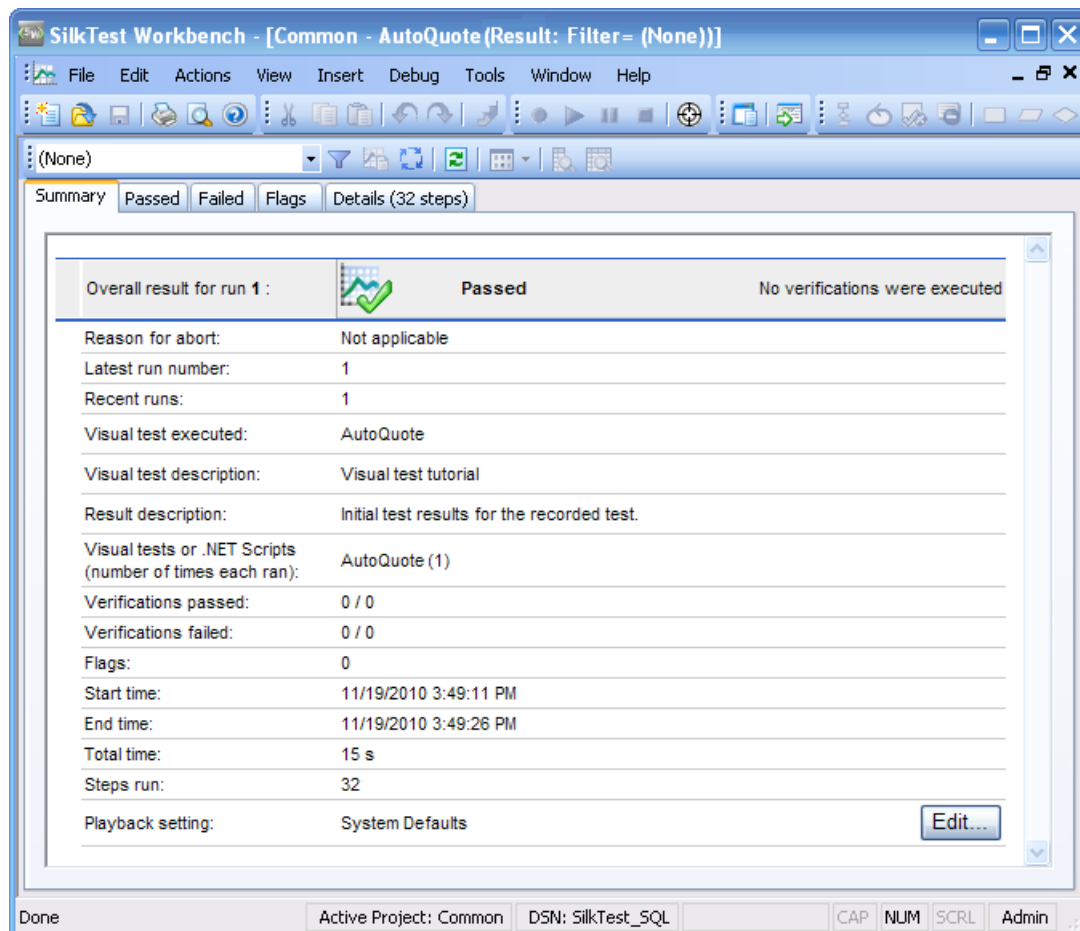 SilkTest Workbench - [Common - AutoQuote(Result: Filter= (None))]
File Edit Actions View Insert Debug Tools Window Help
(None)
Summary Passed Failed Flags Details (32 steps)
Overall result for run 1 : Passed No verifications were executed
Reason for abort: Not applicable
Latest run number: 1
Recent runs: 1
Visual test executed: AutoQuote
Visual test description: Visual test tutorial
Result description: Initial test results for the recorded test.
Visual tests or .NET Scripts
(number of times each ran): AutoQuote (1)
Verifications passed: 0 / 0
Verifications failed: 0 / 0
Flags: 0
Start time: 11/19/2010 3:49:11 PM
End time: 11/19/2010 3:49:26 PM
Total time: 15 s
Steps run: 32
Playback setting: System Defaults Edit...
Done Active Project: Common DSN: SilkTest_SQL CAP NUM SCRL Admin